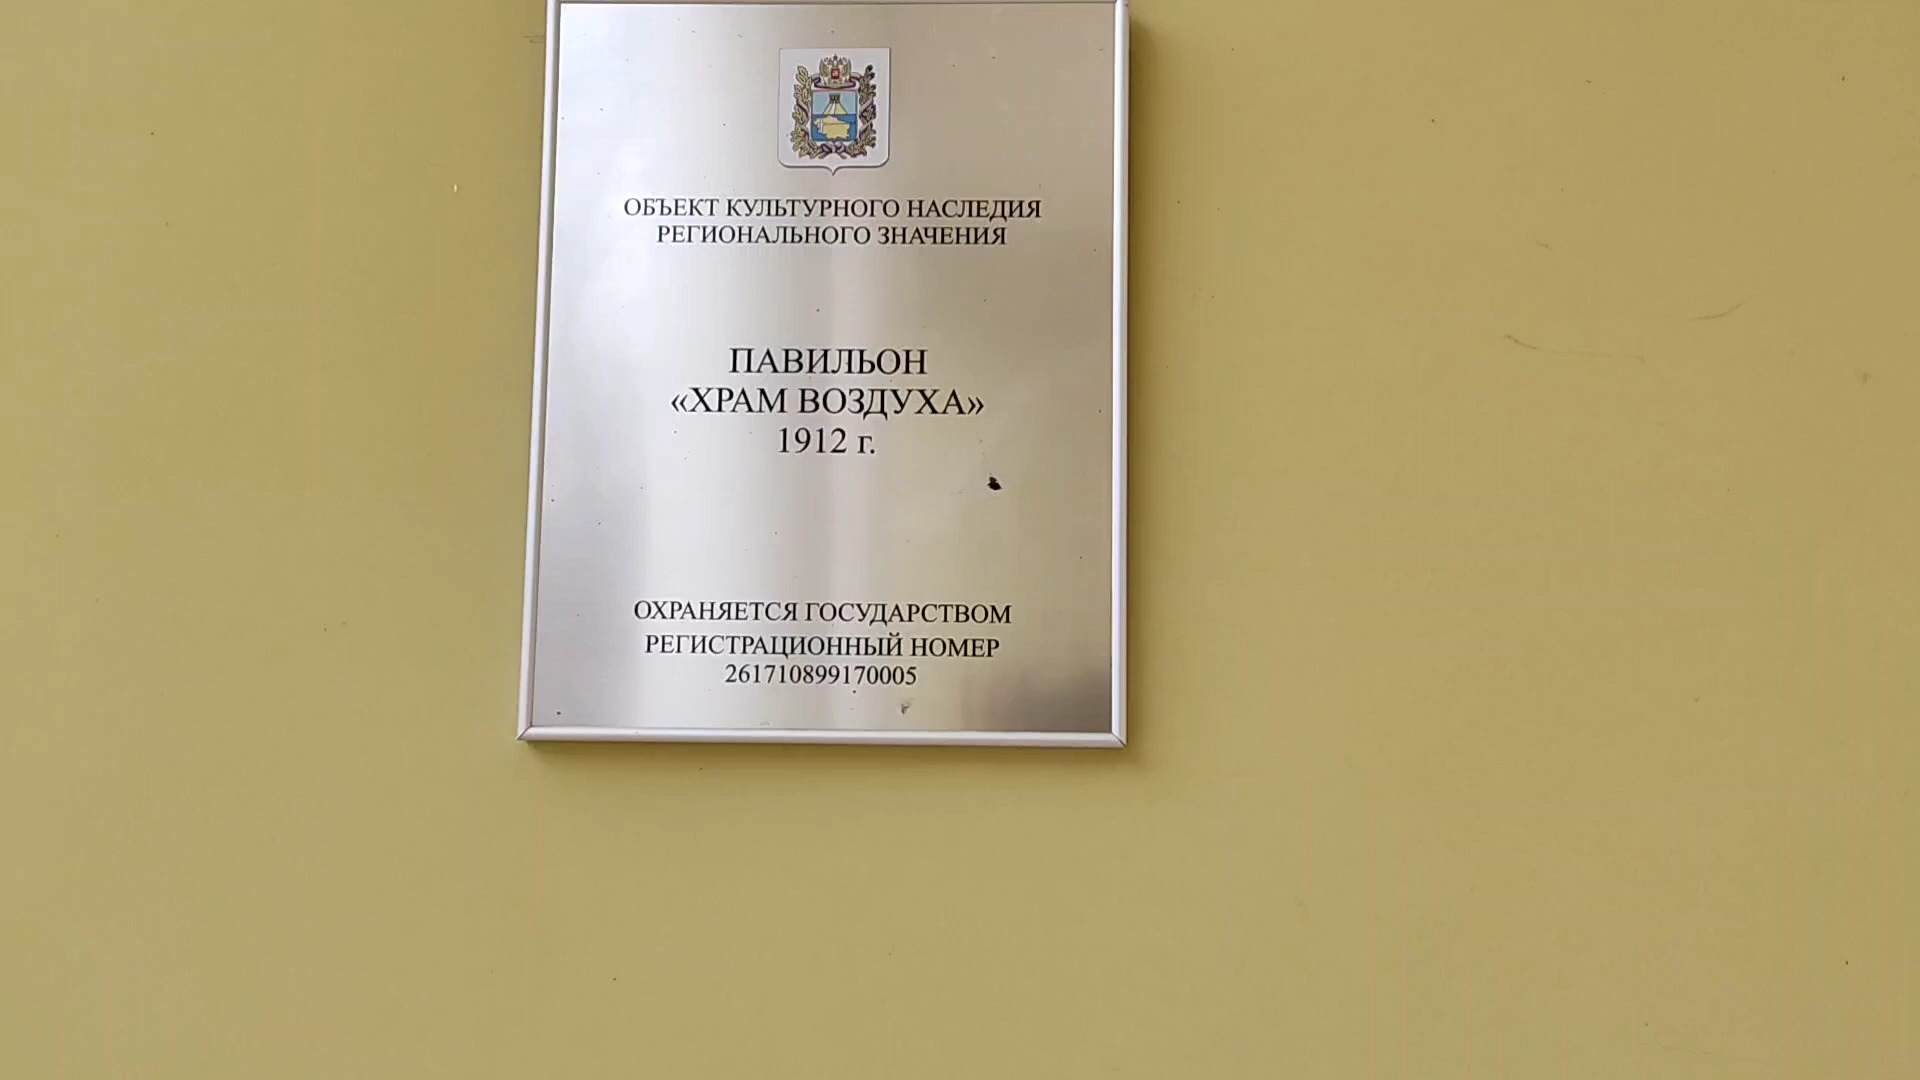 ОБЪЕКТ КУЛЬТУРНОГО НАСЛЕДИЯ
РЕГИОНАЛЬНОГО ЗНАЧЕНИЯ
ПАВИЛЬОН
«ХРАМ ВОЗДУХА»
1912 г.
ОХРАНЯЕТСЯ ГОСУДАРСТВОМ
РЕГИСТРАЦИОННЫЙ НОМЕР
261710899170005